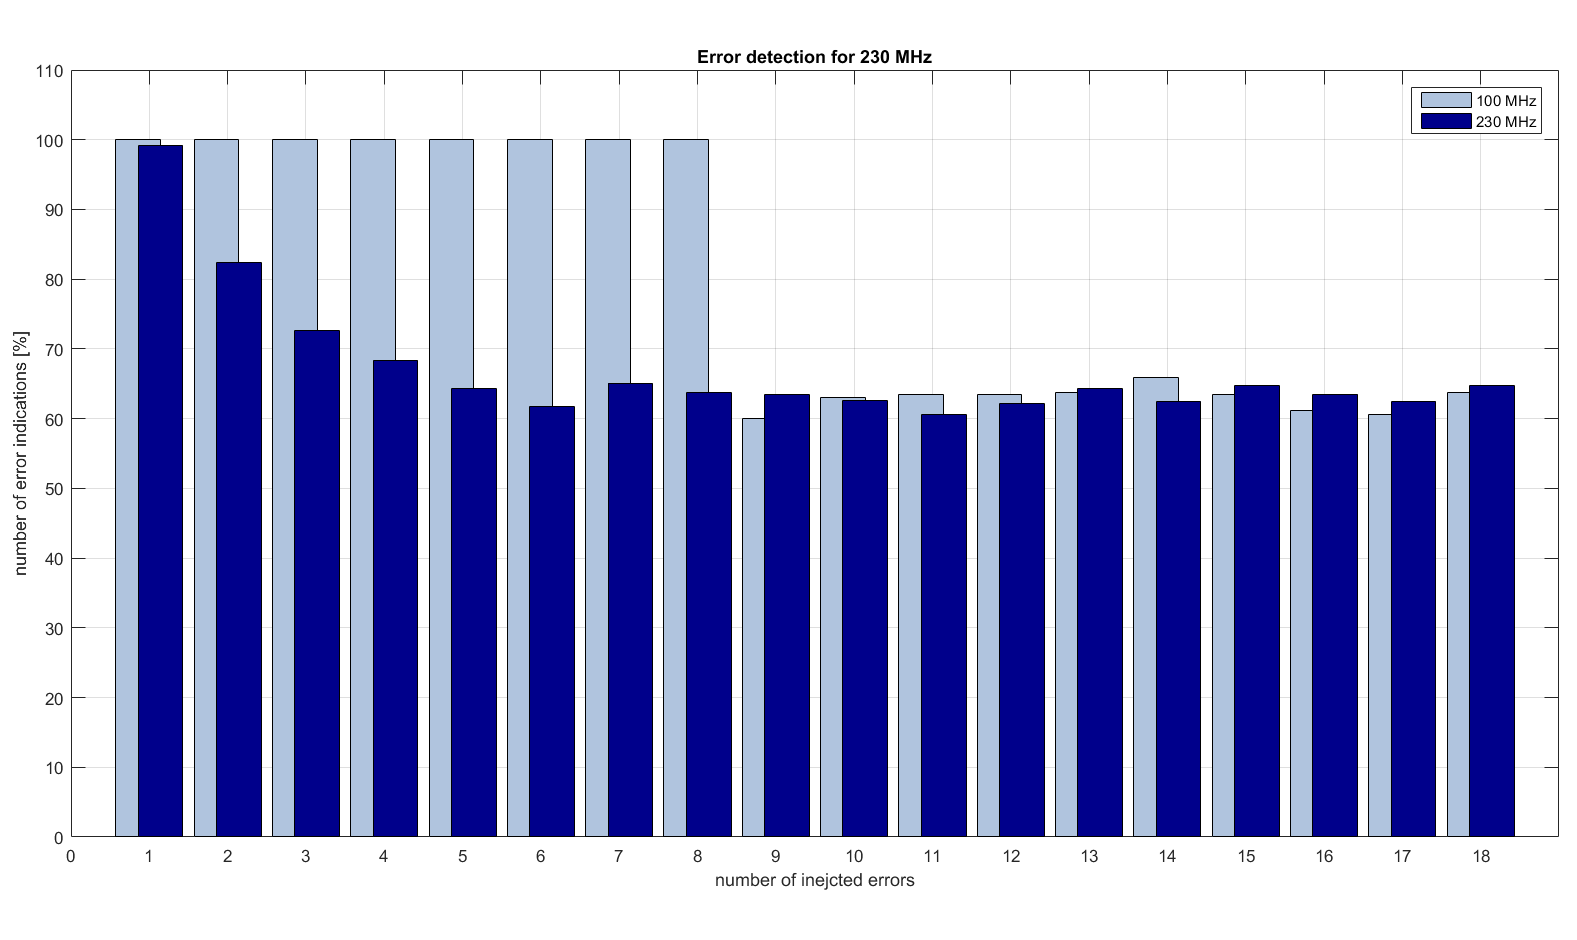 Error detection for 230 MHz
110
100
90
80
70
60
50
40
30
20
10
0
number of error indications [%]
100 MHz
230 MHz
0 1 2 3 4 5 6 7 8 9 10 11 12 13 14 15 16 17 18
number of inejcted errors